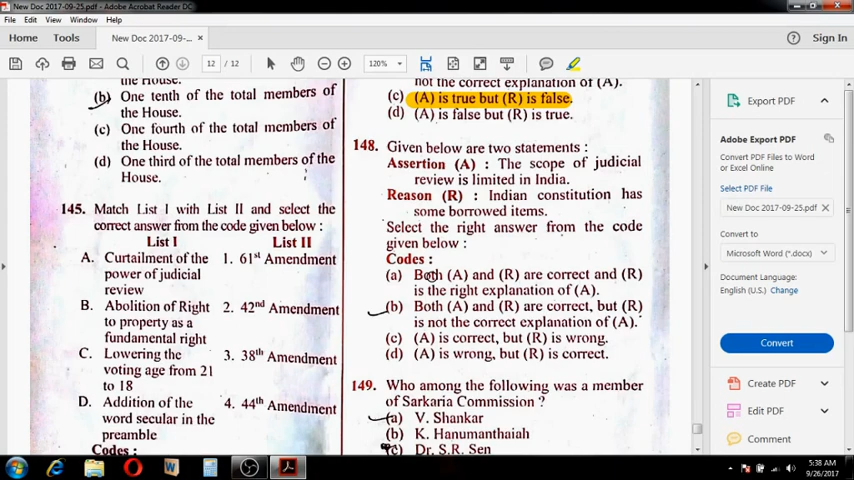 New Doc 2017-09-25.pdf - Adobe Acrobat Reader DC
File Edit View Window Help
Home Tools New Doc 2017-09-... × Sign In
12 / 12 120%
the House.
(b) One tenth of the total members of
the House.
(c) One fourth of the total members of
the House.
(d) One third of the total members of the
House.
145. Match List I with List II and select the
correct answer from the code given below :
List I List II
A. Curtailment of the 1. 61st Amendment
power of judicial
review
B. Abolition of Right 2. 42nd Amendment
to property as a
fundamental right
C. Lowering the 3. 38th Amendment
voting age from 21
to 18
D. Addition of the 4. 44th Amendment
word secular in the
preamble
Codes :
not the correct explanation of (A).
(c) (A) is true but (R) is false.
(d) (A) is false but (R) is true.
148. Given below are two statements :
Assertion (A) : The scope of judicial
review is limited in India.
Reason (R) : Indian constitution has
some borrowed items.
Select the right answer from the code
given below :
Codes :
(a) Both (A) and (R) are correct and (R)
is the right explanation of (A).
(b) Both (A) and (R) are correct, but (R)
is not the correct explanation of (A).
(c) (A) is correct, but (R) is wrong.
(d) (A) is wrong, but (R) is correct.
149. Who among the following was a member
of Sarkaria Commission ?
(a) V. Shankar
(b) K. Hanumanthaiah
(c) Dr. S.R. Sen
Export PDF
Adobe Export PDF
Convert PDF Files to Word
or Excel Online
Select PDF File
New Doc 2017-09-25.pdf ×
Convert to
Microsoft Word (*.docx)
Document Language:
English (U.S.) Change
Convert
Create PDF
Edit PDF
Comment
5:38 AM
9/26/2017